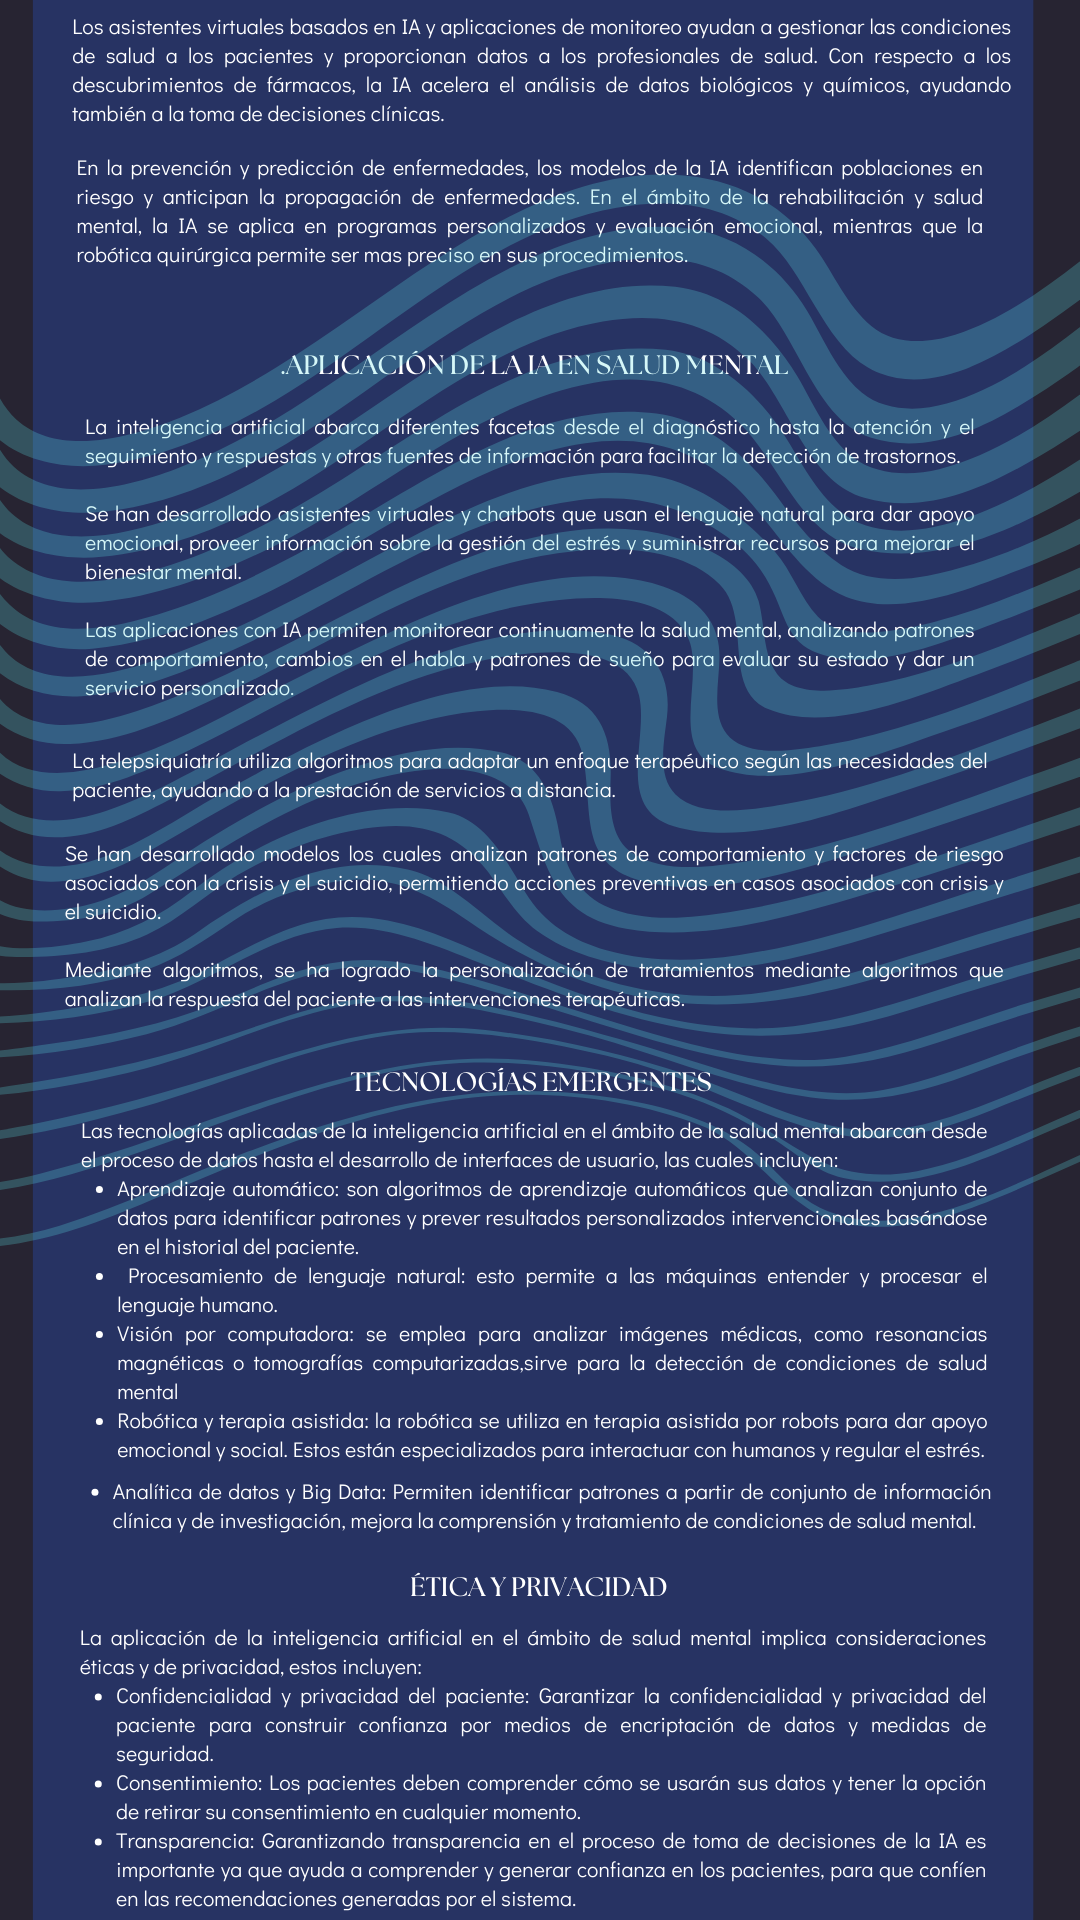 Los asistentes virtuales basados en IA y aplicaciones de monitoreo ayudan a gestionar las condiciones
de salud a los pacientes y proporcionan datos a los profesionales de salud. Con respecto a los
descubrimientos de fármacos, la IA acelera el análisis de datos biológicos y químicos, ayudando
también a la toma de decisiones clínicas.
En la prevención y predicción de enfermedades, los modelos de la IA identifican poblaciones en
riesgo y anticipan la propagación de enfermedades. En el ámbito de la rehabilitación y salud
mental, la IA se aplica en programas personalizados y evaluación emocional, mientras que la
robótica quirúrgica permite ser mas preciso en sus procedimientos.
.APLICACIÓN DE LA IA EN SALUD MENTAL
La inteligencia artificial abarca diferentes facetas desde el diagnóstico hasta la atención y el
seguimiento y respuestas y otras fuentes de información para facilitar la detección de trastornos.
Se han desarrollado asistentes virtuales y chatbots que usan el lenguaje natural para dar apoyo
emocional, proveer información sobre la gestión del estrés y suministrar recursos para mejorar el
bienestar mental.
Las aplicaciones con IA permiten monitorear continuamente la salud mental, analizando patrones
de comportamiento, cambios en el habla y patrones de sueño para evaluar su estado y dar un
servicio personalizado.
La telepsiquiatría utiliza algoritmos para adaptar un enfoque terapéutico según las necesidades del
paciente, ayudando a la prestación de servicios a distancia.
Se han desarrollado modelos los cuales analizan patrones de comportamiento y factores de riesgo
asociados con la crisis y el suicidio, permitiendo acciones preventivas en casos asociados con crisis y
el suicidio.
Mediante algoritmos, se ha logrado la personalización de tratamientos mediante algoritmos que
analizan la respuesta del paciente a las intervenciones terapéuticas.
TECNOLOGÍAS EMERGENTES
Las tecnologías aplicadas de la inteligencia artificial en el ámbito de la salud mental abarcan desde
el proceso de datos hasta el desarrollo de interfaces de usuario, las cuales incluyen:
• Aprendizaje automático: son algoritmos de aprendizaje automáticos que analizan conjunto de
datos para identificar patrones y prever resultados personalizados intervencionales basándose
en el historial del paciente.
• Procesamiento de lenguaje natural: esto permite a las máquinas entender y procesar el
lenguaje humano.
• Visión por computadora: se emplea para analizar imágenes médicas, como resonancias
magnéticas o tomografías computarizadas,sirve para la detección de condiciones de salud
mental
• Robótica y terapia asistida: la robótica se utiliza en terapia asistida por robots para dar apoyo
emocional y social. Estos están especializados para interactuar con humanos y regular el estrés.
• Analítica de datos y Big Data: Permiten identificar patrones a partir de conjunto de información
clínica y de investigación, mejora la comprensión y tratamiento de condiciones de salud mental.
ÉTICA Y PRIVACIDAD
La aplicación de la inteligencia artificial en el ámbito de salud mental implica consideraciones
éticas y de privacidad, estos incluyen:
• Confidencialidad y privacidad del paciente: Garantizar la confidencialidad y privacidad del
paciente para construir confianza por medios de encriptación de datos y medidas de
seguridad.
• Consentimiento: Los pacientes deben comprender cómo se usarán sus datos y tener la opción
de retirar su consentimiento en cualquier momento.
• Transparencia: Garantizando transparencia en el proceso de toma de decisiones de la IA es
importante ya que ayuda a comprender y generar confianza en los pacientes, para que confíen
en las recomendaciones generadas por el sistema.